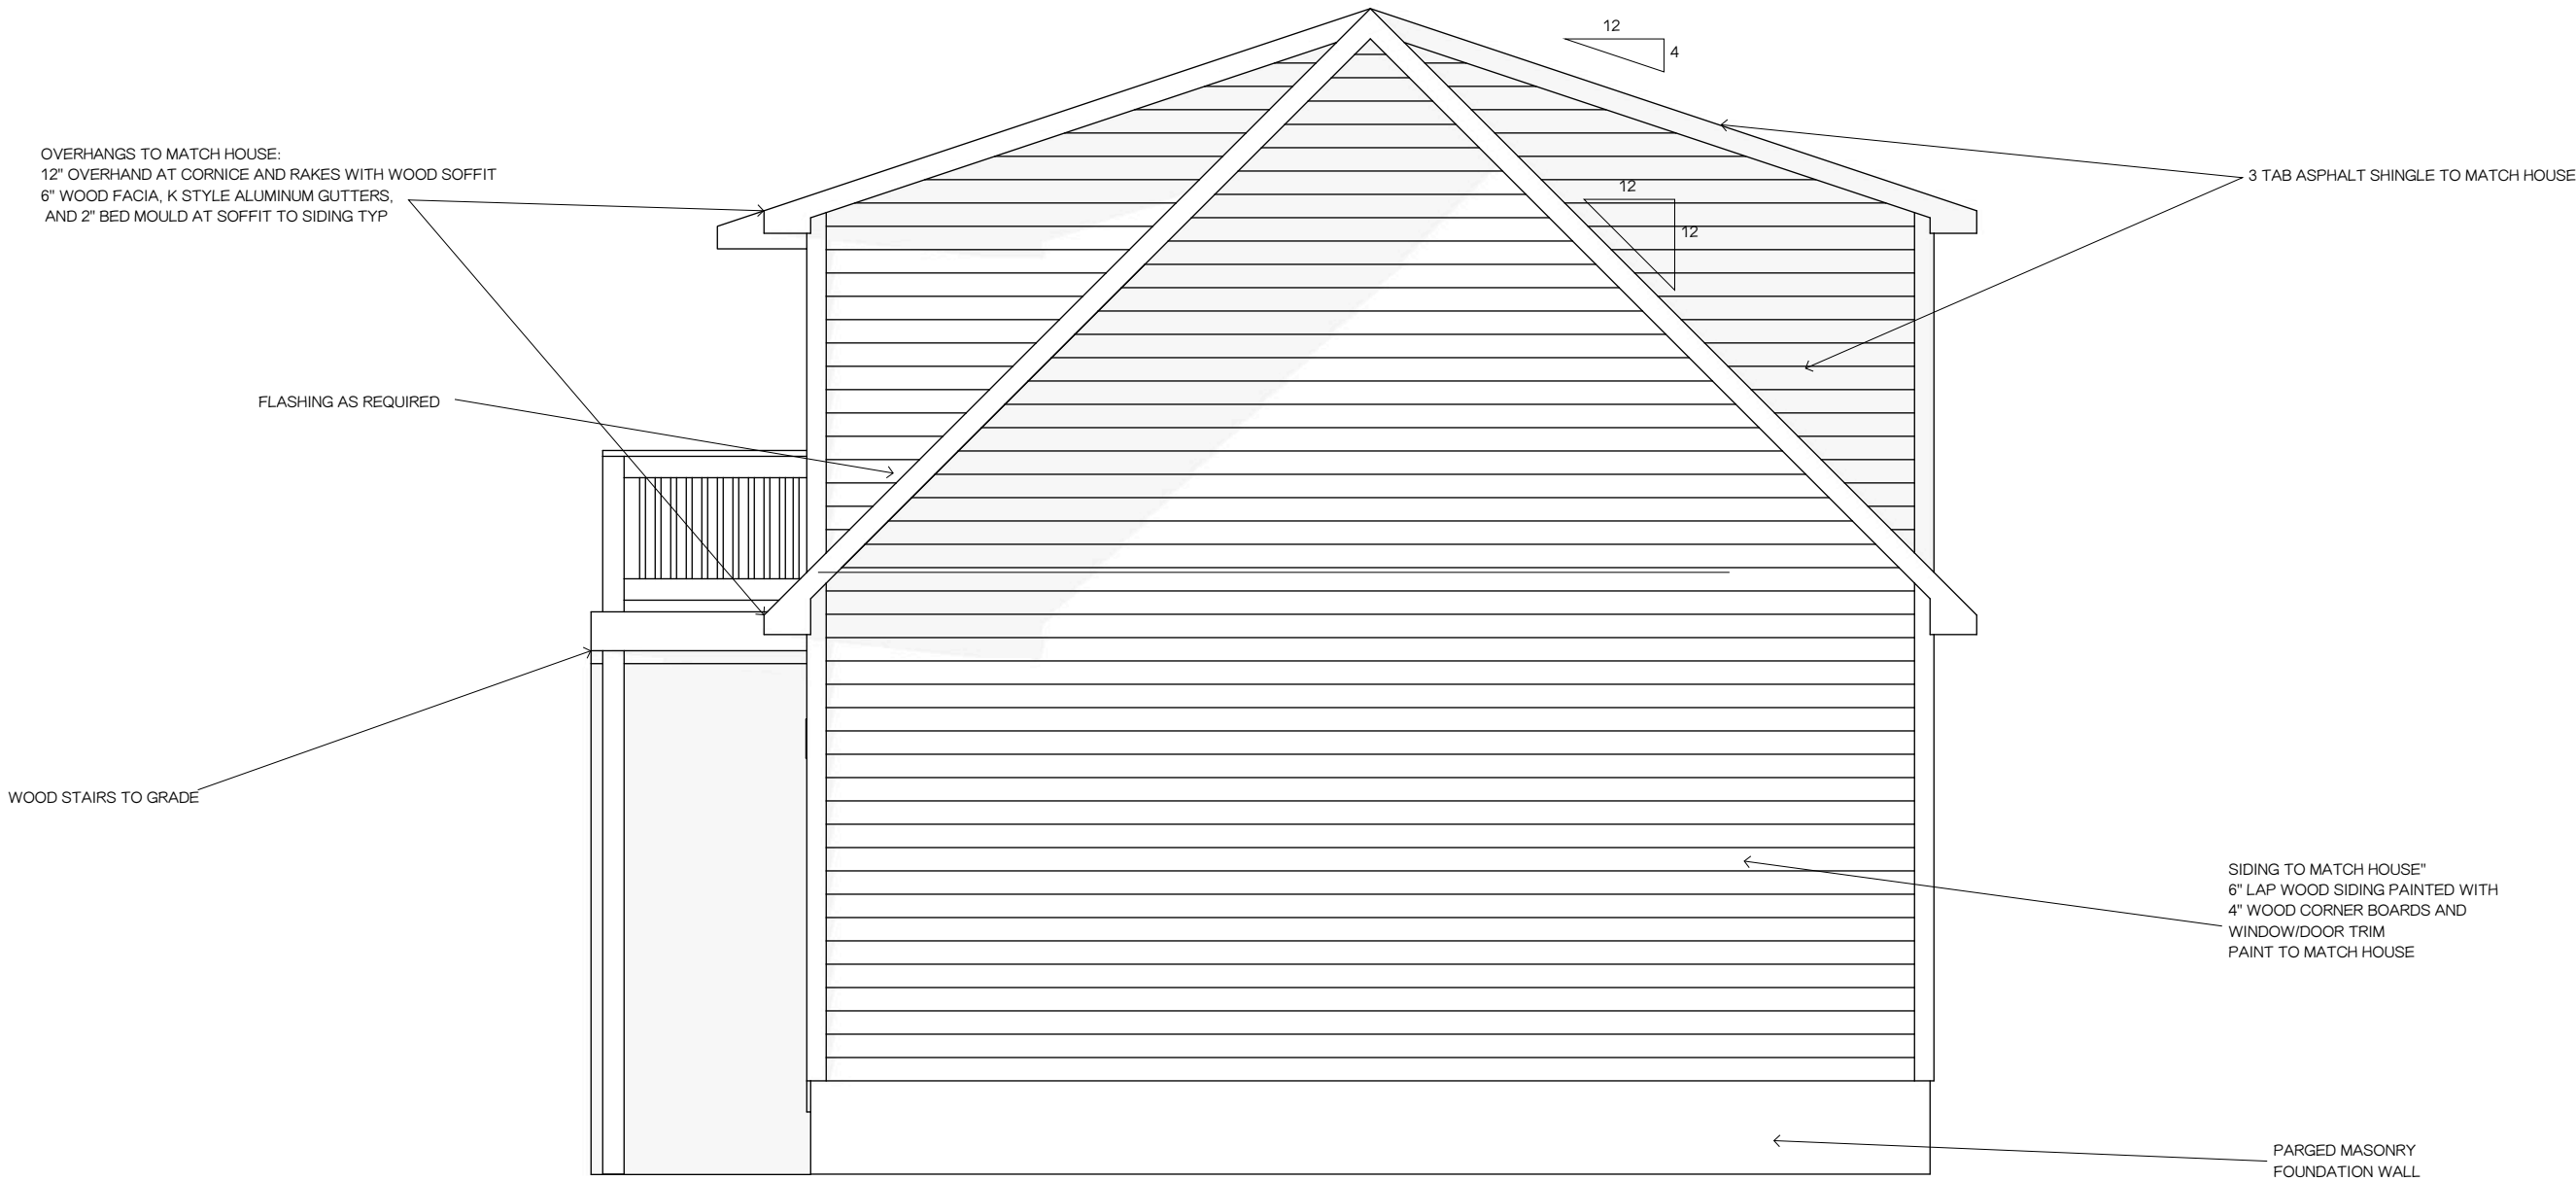 12
4
OVERHANGS TO MATCH HOUSE:
12" OVERHAND AT CORNICE AND RAKES WITH WOOD SOFFIT
6" WOOD FACIA, K STYLE ALUMINUM GUTTERS,
AND 2" BED MOULD AT SOFFIT TO SIDING TYP
3 TAB ASPHALT SHINGLE TO MATCH HOUSE
12
12
FLASHING AS REQUIRED
WOOD STAIRS TO GRADE
SIDING TO MATCH HOUSE"
6" LAP WOOD SIDING PAINTED WITH
4" WOOD CORNER BOARDS AND
WINDOW/DOOR TRIM
PAINT TO MATCH HOUSE
PARGED MASONRY
FOUNDATION WALL